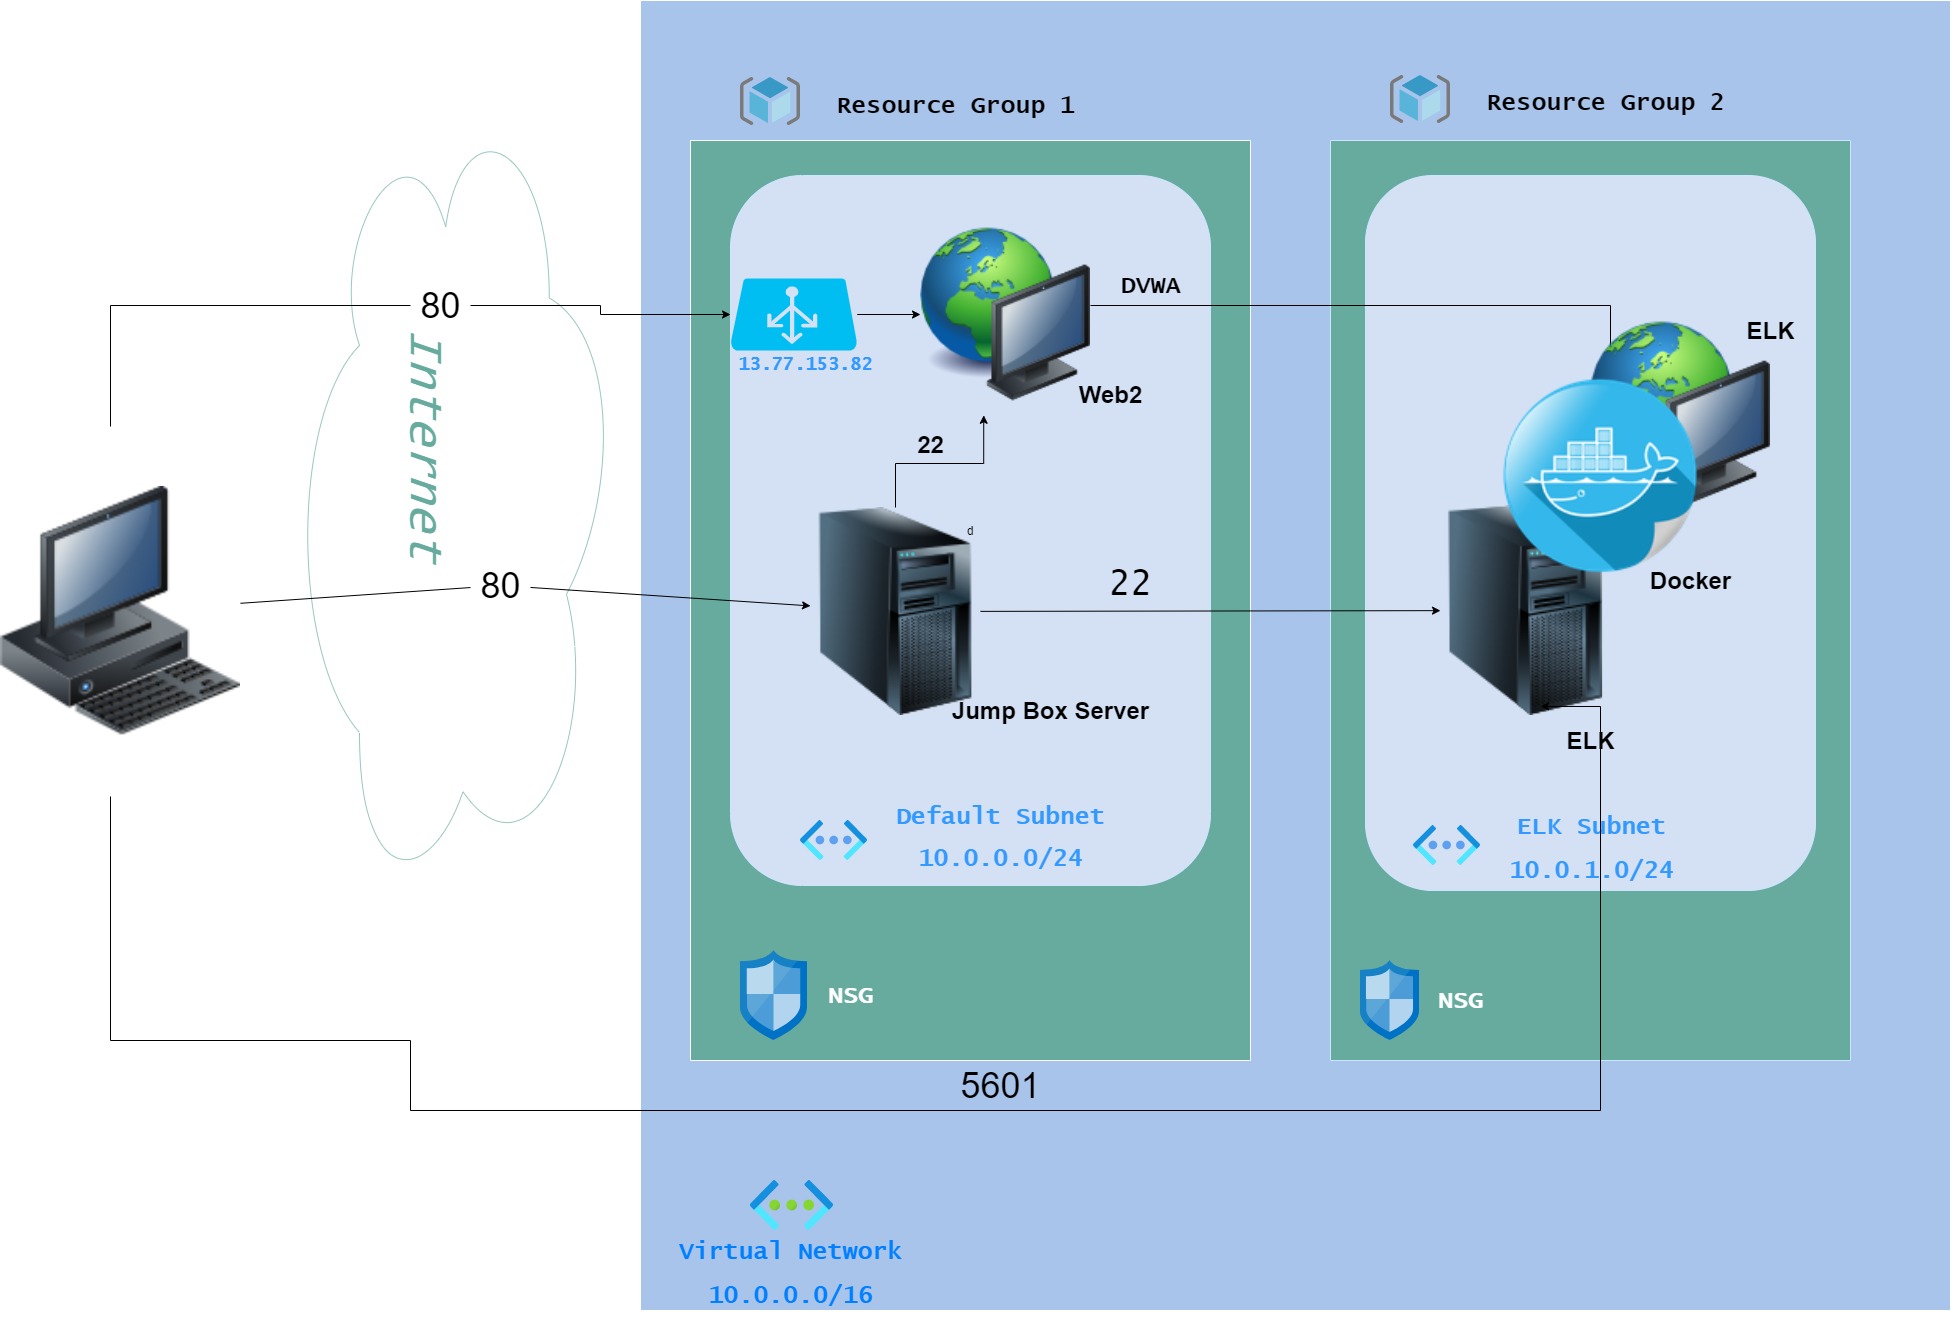 Resource Group 1
Resource Group 2
80
Internet
13.77.153.82
DVWA
Web2
ELK
22
d
80
22
Docker
Jump Box Server
ELK
Default Subnet
10.0.0.0/24
ELK Subnet
10.0.1.0/24
NSG
NSG
5601
Virtual Network
10.0.0.0/16